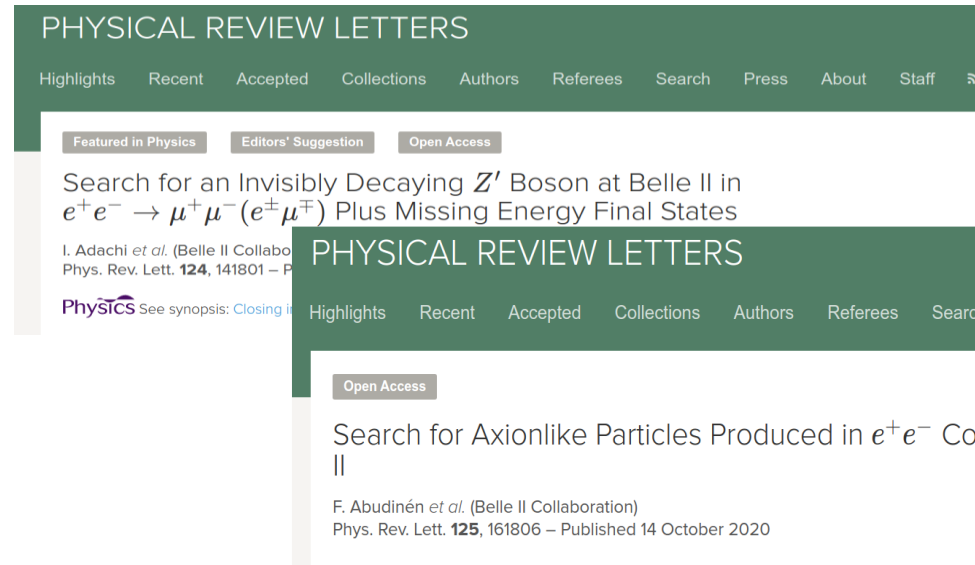 PHYSICAL REVIEW LETTERS
Highlights Recent Accepted Collections Authors Referees Search Press About Staff
Featured in Physics Editors' Suggestion Open Access
Search for an Invisibly Decaying Z′ Boson at Belle II in
e⁺e⁻ → μ⁺μ⁻(e±μ∓) Plus Missing Energy Final States
I. Adachi et al. (Belle II Collabo
Phys. Rev. Lett. 124, 141801 – P
Physics See synopsis: Closing i
PHYSICAL REVIEW LETTERS
Highlights Recent Accepted Collections Authors Referees Searc
Open Access
Search for Axionlike Particles Produced in e⁺e⁻ Co
II
F. Abudinén et al. (Belle II Collaboration)
Phys. Rev. Lett. 125, 161806 – Published 14 October 2020